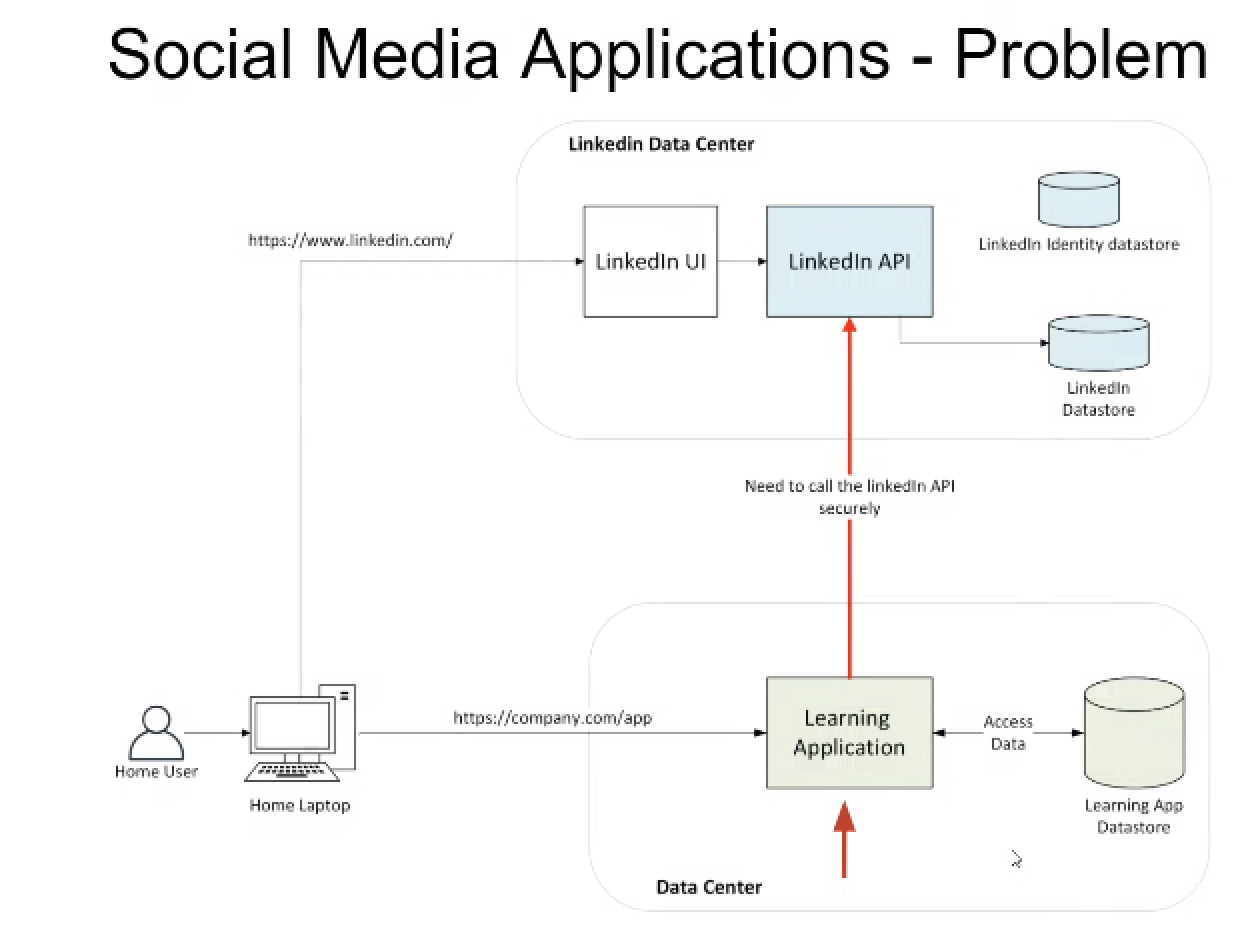 Social Media Applications - Problem
Linkedin Data Center
https://www.linkedin.com/
LinkedIn UI
LinkedIn API
LinkedIn Identity datastore
LinkedIn
Datastore
Need to call the linkedIn API
securely
https://company.com/app
Learning
Application
Access
Data
Home User
Home Laptop
Learning App
Datastore
Data Center